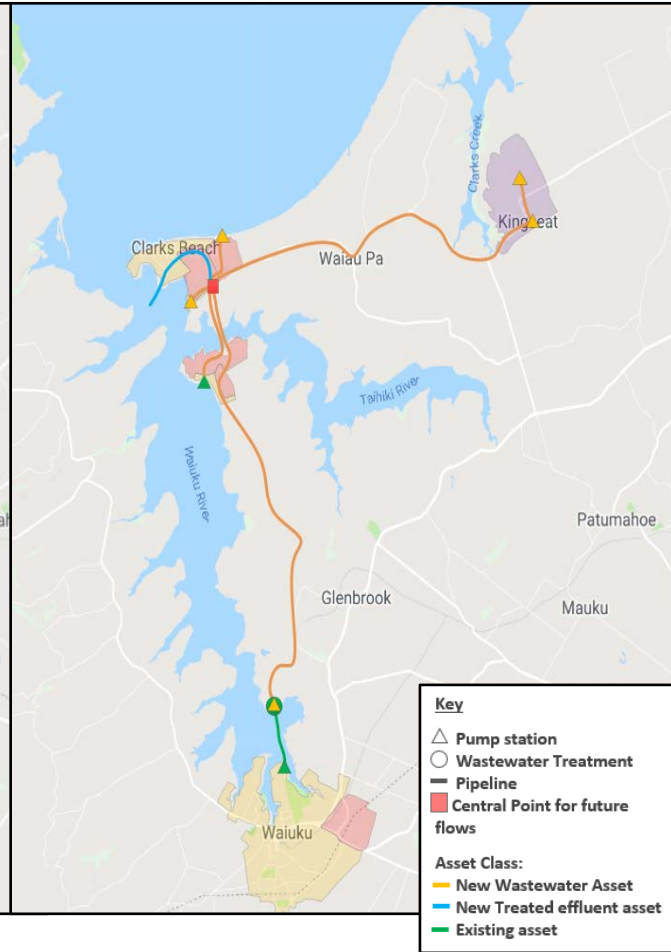 Clarks Creek
Kingseat
Clarks Beach
Waiau Pa
Taihiki River
Waiuku River
Patumahoe
Glenbrook
Mauku
Waiuku
Key
Pump station
Wastewater Treatment
Pipeline
Central Point for future
flows
Asset Class:
New Wastewater Asset
New Treated effluent asset
Existing asset